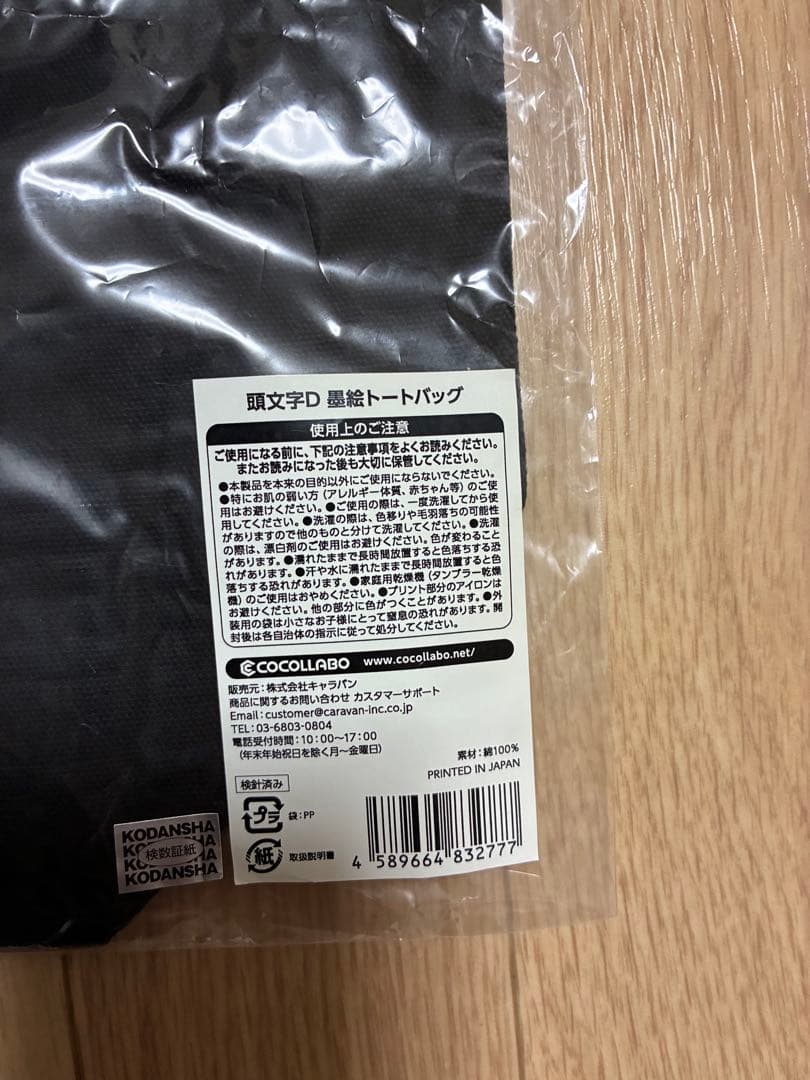 頭文字D 墨絵トートバッグ
使用上のご注意
ご使用になる前に、下記の注意事項をよくお読みください。
またお読みになった後も大切に保管してください。
●本製品を本来の目的以外にご使用にならないでください。
●特にお肌の弱い方（アレルギー体質、赤ちゃん等）のご使
用はお避けください。●ご使用の際は、一度洗濯してから使
用してください。●洗濯の際は、色移りや毛羽落ちの可能性
がありますので他のものと分けて洗濯してください。●洗濯
の際は、漂白剤のご使用はお避けください。色が変わること
があります。●濡れたままで長時間放置すると色落ちする恐
れがあります。●汗や水に濡れたままで長時間放置すると色
落ちする恐れがあります。●家庭用乾燥機（タンブラー乾燥
機）のご使用はおやめください。●プリント部分のアイロンは
お避けください。他の部分に色がつくことがあります。●外
装用の袋は小さなお子様にとって窒息の恐れがあります。開
封後は各自治体の指示に従って処分してください。
COCOLLABO www.cocollabo.net/
販売元：株式会社キャラバン
商品に関するお問い合わせ カスタマーサポート
Email：customer@caravan-inc.co.jp
TEL：03-6803-0804
電話受付時間：10：00〜17：00
（年末年始祝日を除く月〜金曜日）
素材：綿100%
PRINTED IN JAPAN
検針済み
プラ 袋：PP
紙 取扱説明書
4 589664 832777
KODANSHA
KODANSHA
検数証紙
KODANSHA
KODANSHA